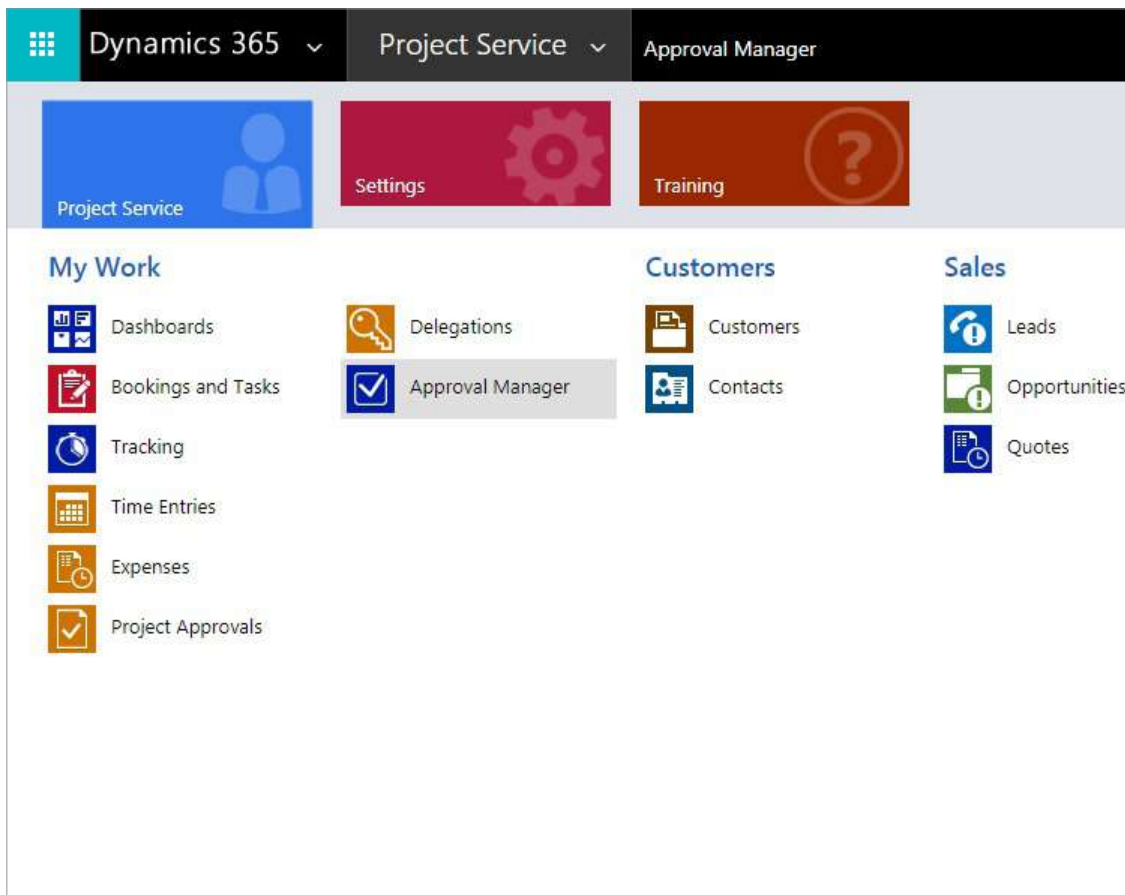 Dynamics 365
Project Service
Approval Manager
Project Service
Settings
Training
?
My Work
Dashboards
Bookings and Tasks
Tracking
Time Entries
Expenses
Project Approvals
Delegations
Approval Manager
Customers
Customers
Contacts
Sales
Leads
Opportunities
Quotes